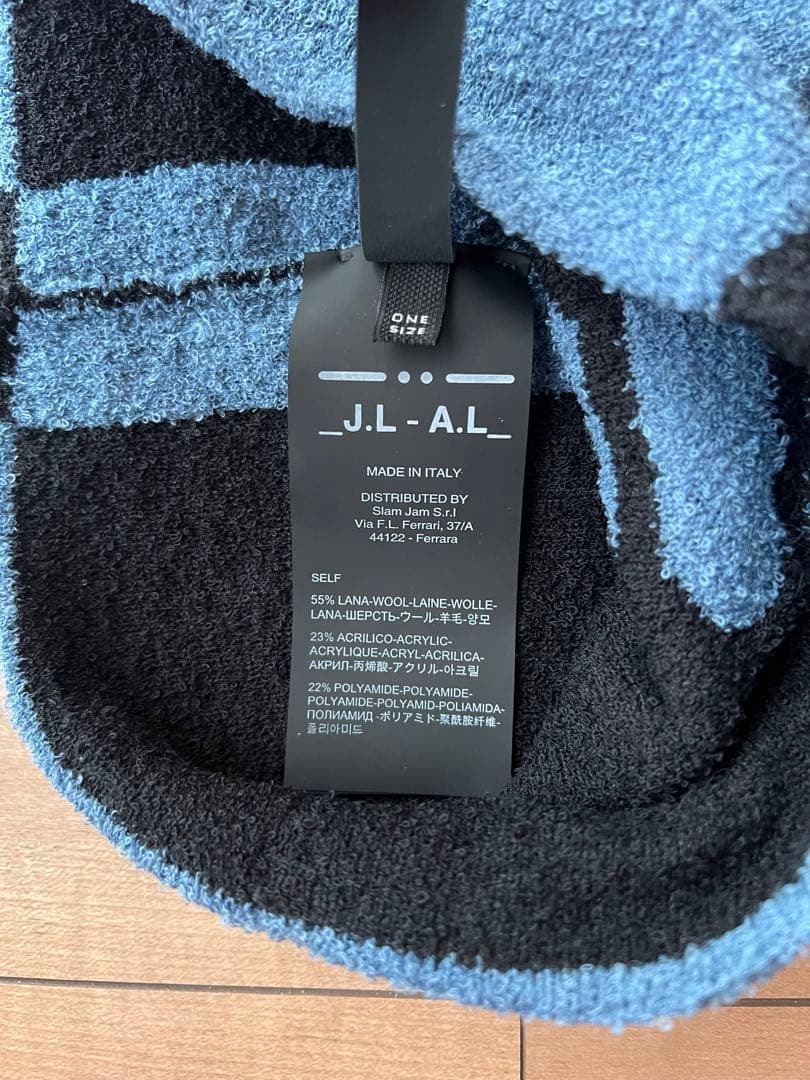 ONE
SIZE
_J.L - A.L_
MADE IN ITALY
DISTRIBUTED BY
Slam Jam S.r.l
Via F.L. Ferrari, 37/A
44122 - Ferrara
SELF
55% LANA-WOOL-LAINE-WOLLE-
LANA-ШЕРСТЬ-ウール-羊毛-양모
23% ACRILICO-ACRYLIC-
ACRYLIQUE-ACRYL-ACRILICA-
АКРИЛ-丙烯酸-アクリル-아크릴
22% POLYAMIDE-POLYAMIDE-
POLYAMIDE-POLYAMID-POLIAMIDA-
ПОЛИАМИД-ポリアミド-聚酰胺纤维-
폴리아미드